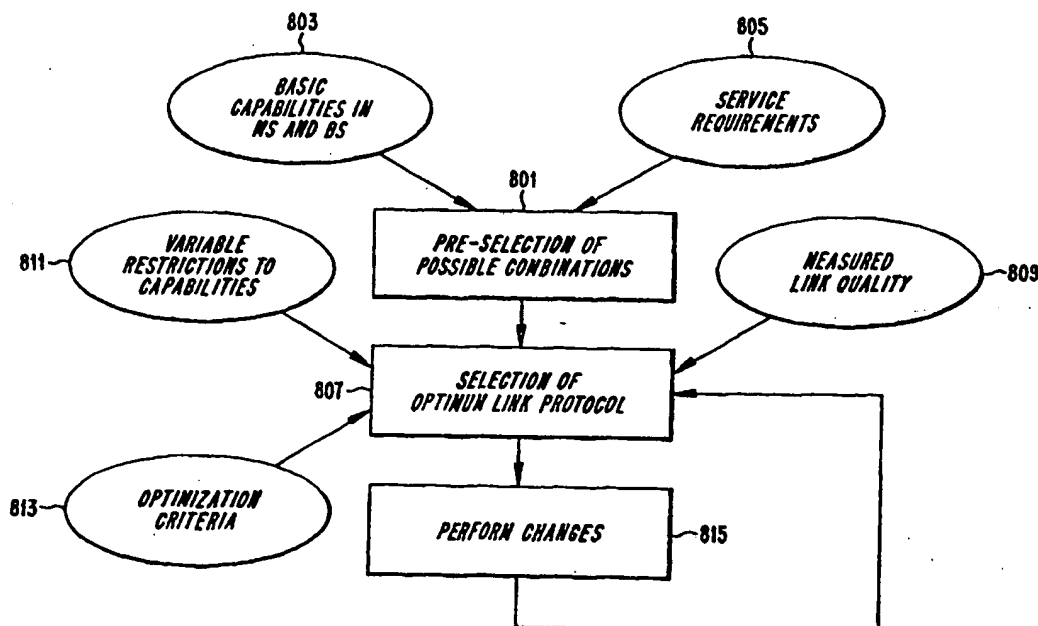 803
805
BASIC
CAPABILITIES IN
MS AND BS
SERVICE
REQUIREMENTS
801
PRE-SELECTION OF
POSSIBLE COMBINATIONS
811
VARIABLE
RESTRICTIONS TO
CAPABILITIES
MEASURED
LINK QUALITY
809
807
SELECTION OF
OPTIMUM LINK PROTOCOL
813
OPTIMIZATION
CRITERIA
PERFORM CHANGES
815